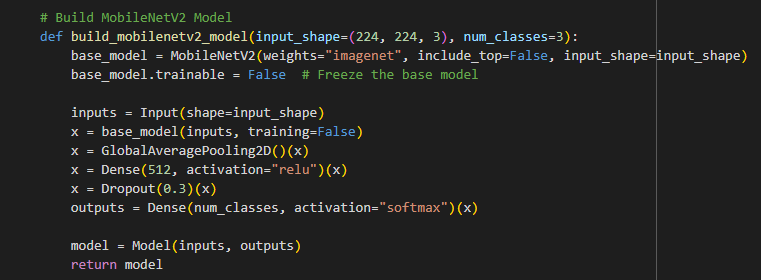 # Build MobileNetV2 Model
def build_mobilenetv2_model(input_shape=(224, 224, 3), num_classes=3):
    base_model = MobileNetV2(weights="imagenet", include_top=False, input_shape=input_shape)
    base_model.trainable = False  # Freeze the base model

    inputs = Input(shape=input_shape)
    x = base_model(inputs, training=False)
    x = GlobalAveragePooling2D()(x)
    x = Dense(512, activation="relu")(x)
    x = Dropout(0.3)(x)
    outputs = Dense(num_classes, activation="softmax")(x)

    model = Model(inputs, outputs)
    return model